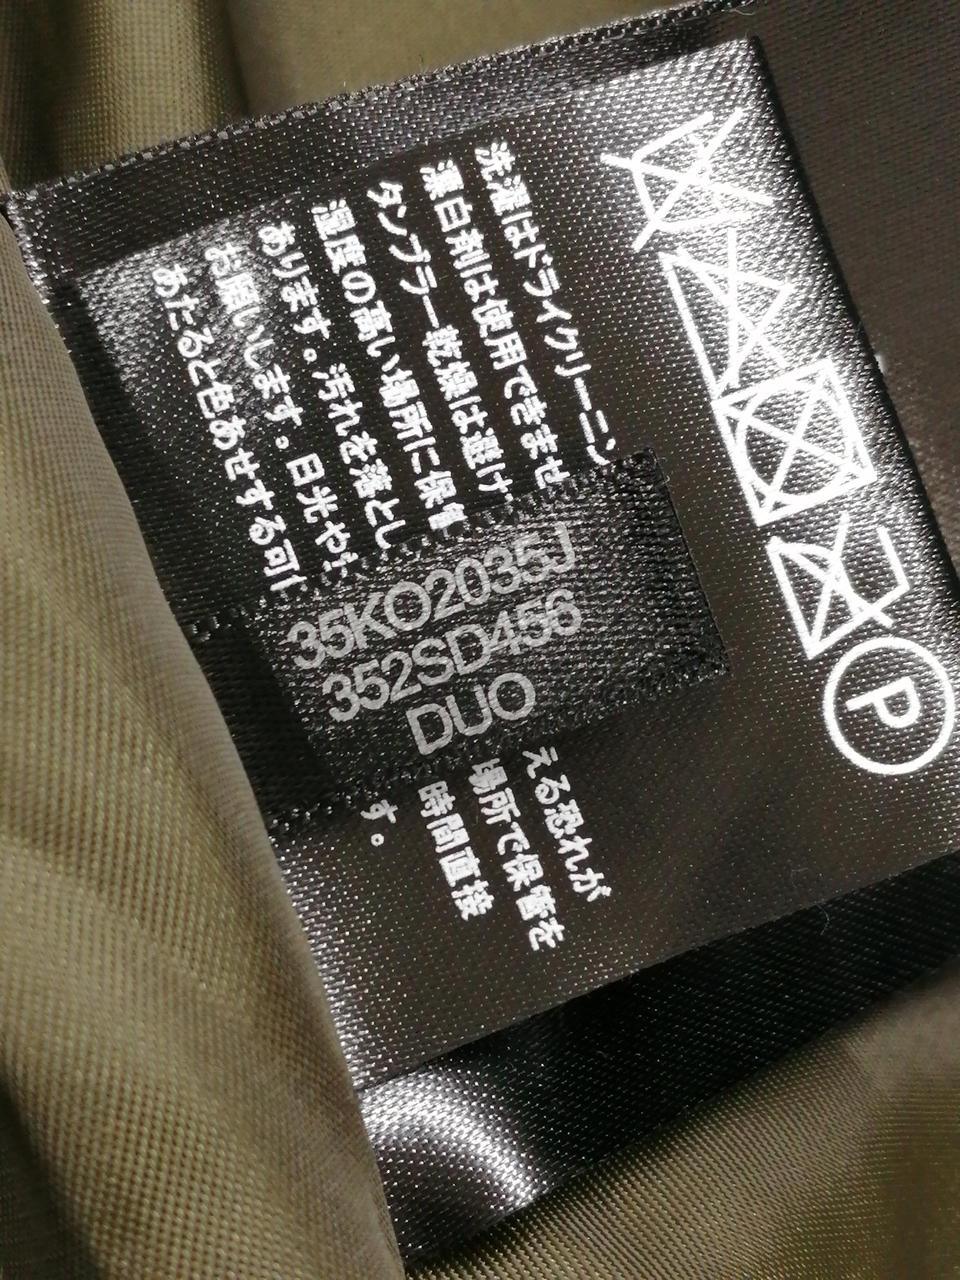 洗濯はドライクリーニン
漂白剤は使用できませ
タンブラー乾燥は避け
湿度の高い場所に保管
える恐れが
あります。汚れを落とし
場所で保管を
お願いします。日光や
時間直接
あたると色あせする可
す。
35KO2035J
352SD456
DUO
P